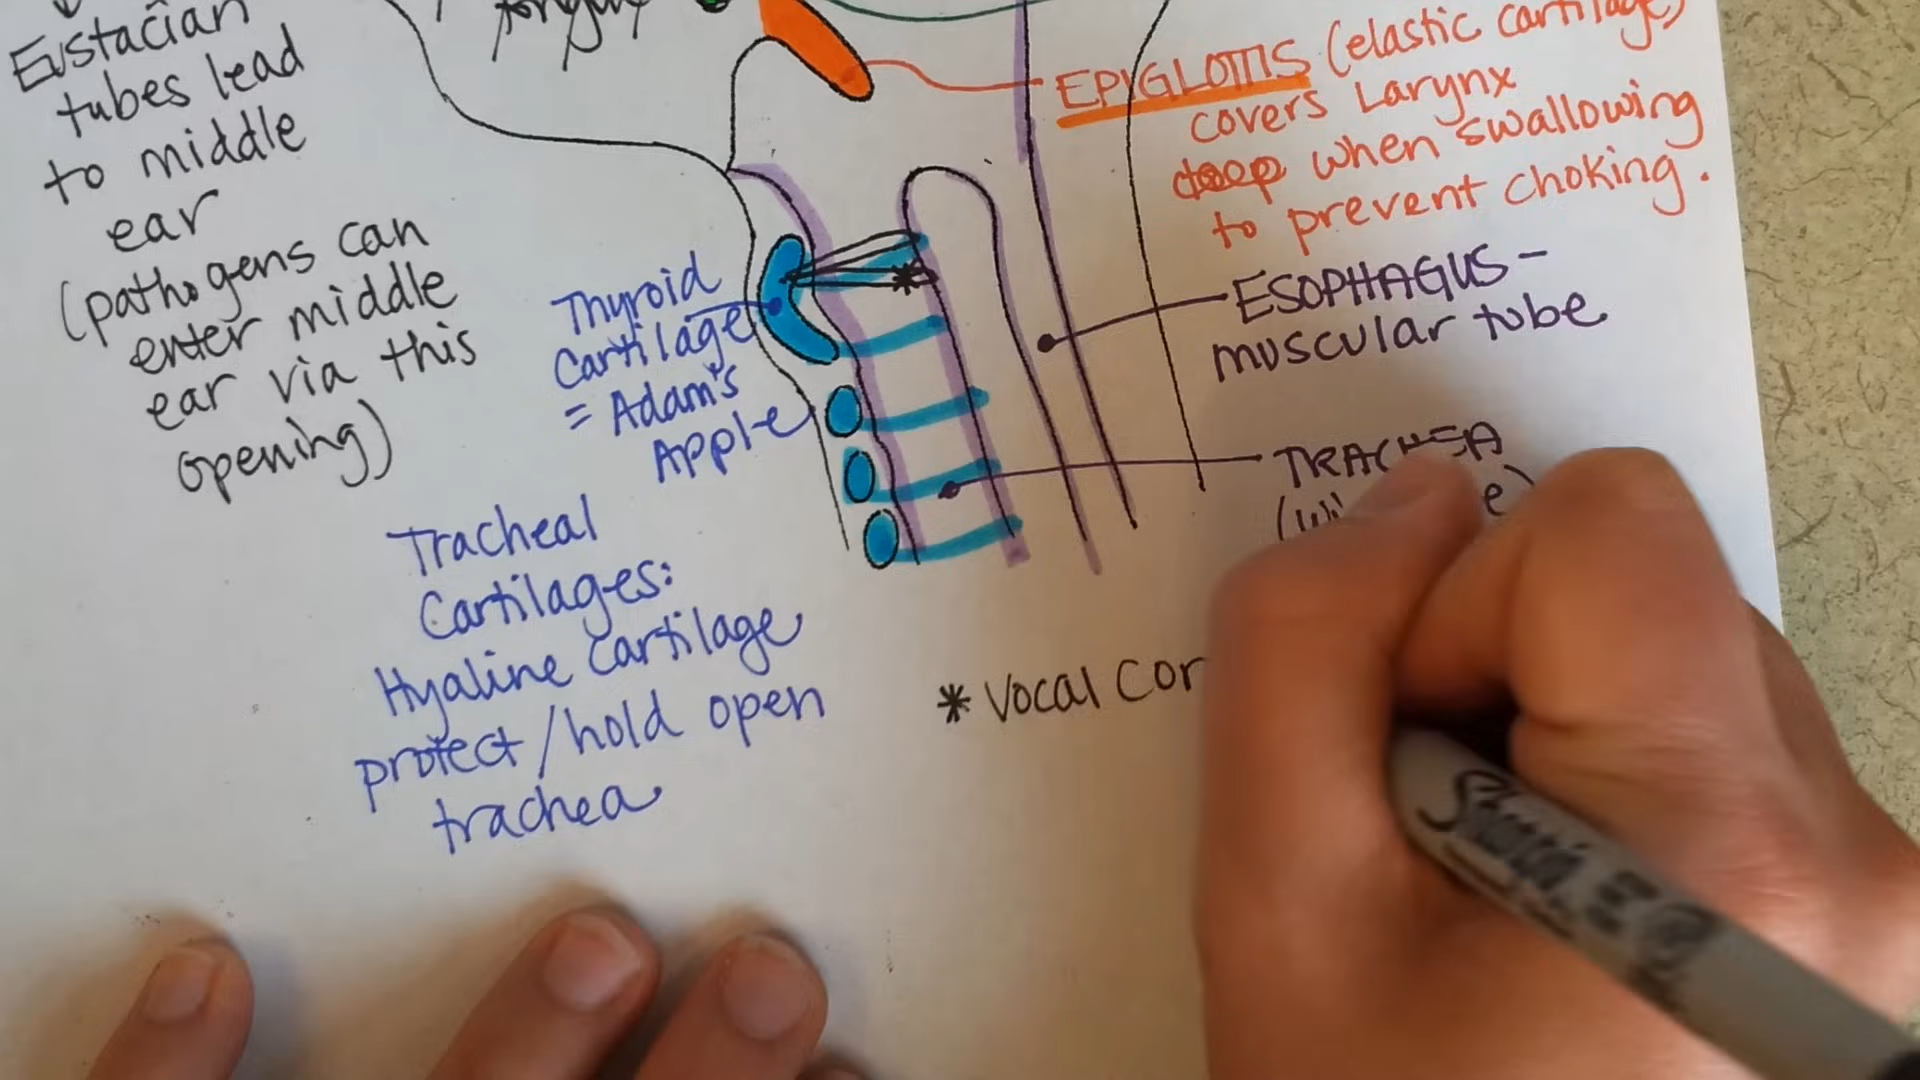 Eustacian
tubes lead
to middle
ear
(pathogens can
enter middle
ear via this
opening)
Thyroid
Cartilage
= Adam's
Apple
Tracheal
Cartilages:
Hyaline Cartilage
protect/hold open
trachea
EPIGLOTTIS (elastic cartilage)
covers Larynx
when swallowing
to prevent choking.
ESOPHAGUS-
muscular tube
TRACHEA
* Vocal Cor
Sharpie